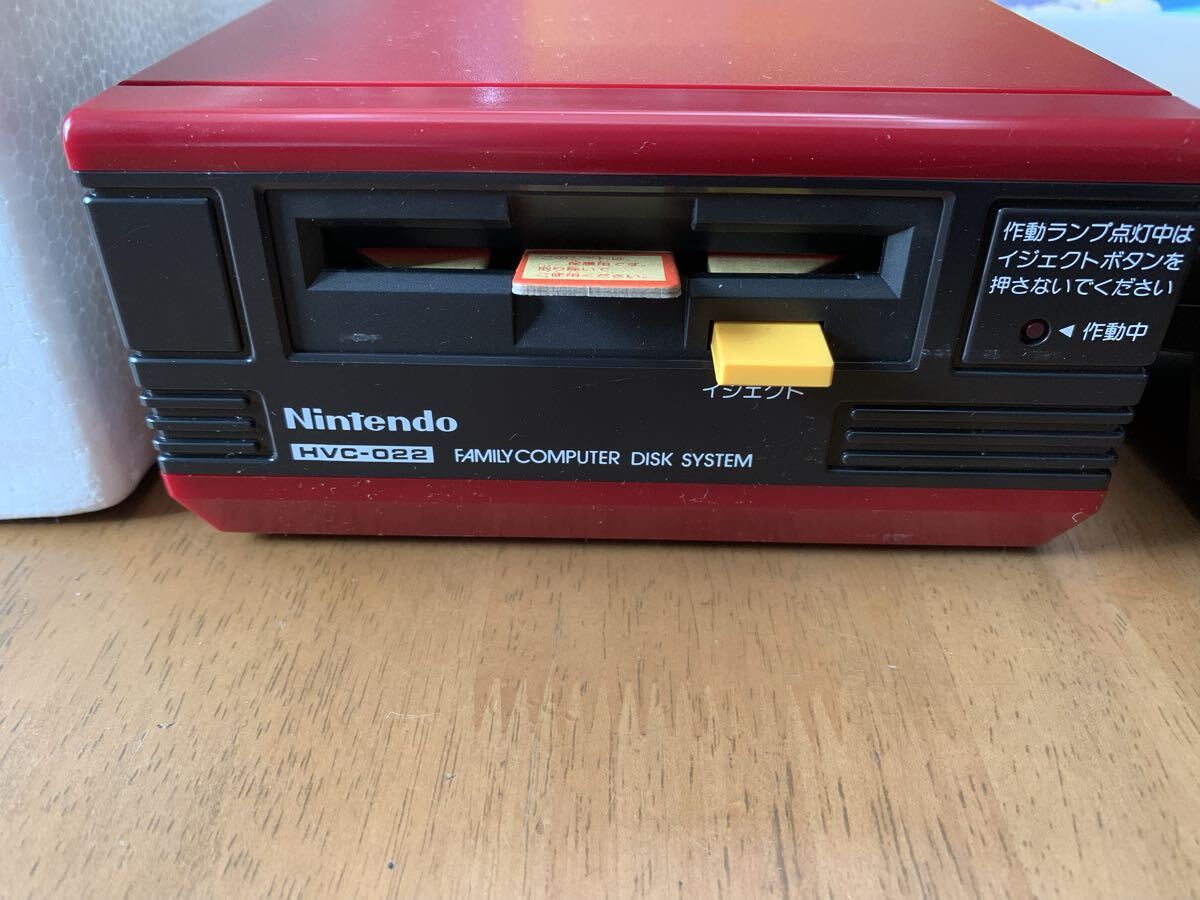 作動ランプ点灯中は
イジェクトボタンを
押さないでください
◀ 作動中
イジェクト
Nintendo
HVC-022 FAMILY COMPUTER DISK SYSTEM